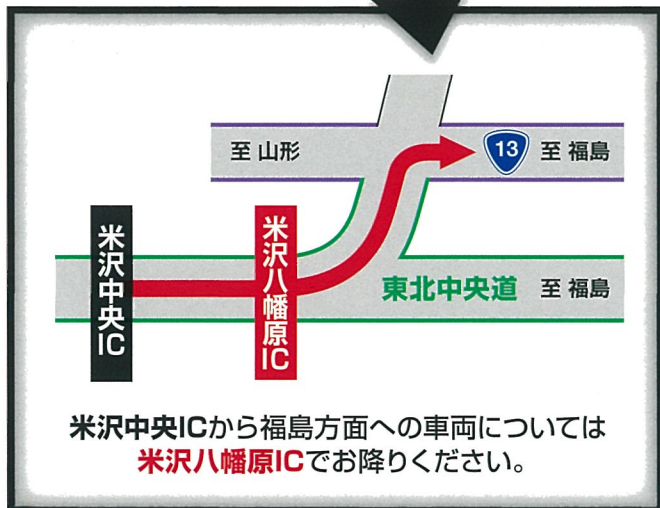 至 山形
13
至 福島
米沢中央IC
米沢八幡原IC
東北中央道
至 福島
米沢中央ICから福島方面への車両については
米沢八幡原ICでお降りください。